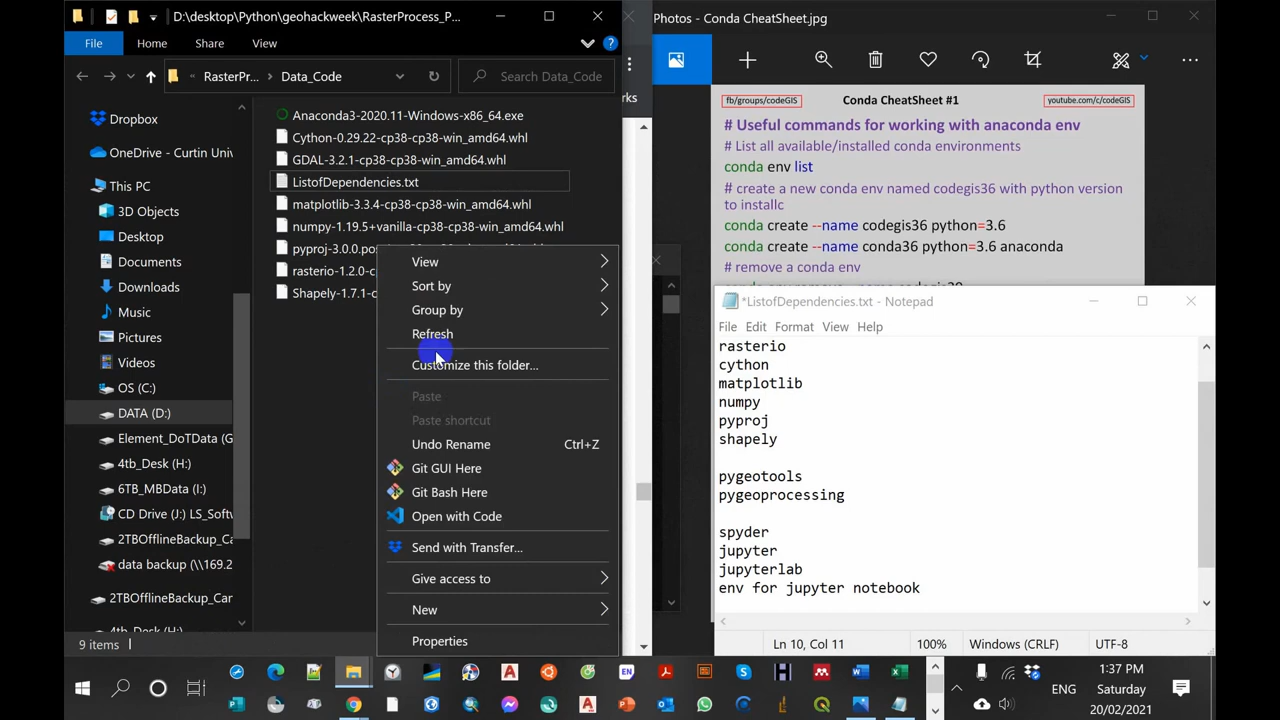 D:\desktop\Python\geohackweek\RasterProcess_P...
File
Home
Share
View
RasterPr...
Data_Code
Search Data_Code
Dropbox
OneDrive - Curtin Univ
This PC
3D Objects
Desktop
Documents
Downloads
Music
Pictures
Videos
OS (C:)
DATA (D:)
Element_DoTData (G
4tb_Desk (H:)
6TB_MBData (I:)
CD Drive (J:) LS_Softw
2TBOfflineBackup_Car
data backup (\\169.2
2TBOfflineBackup_Car
4tb_Desk (H:)
9 items
Anaconda3-2020.11-Windows-x86_64.exe
Cython-0.29.22-cp38-cp38-win_amd64.whl
GDAL-3.2.1-cp38-cp38-win_amd64.whl
ListofDependencies.txt
matplotlib-3.3.4-cp38-cp38-win_amd64.whl
numpy-1.19.5+vanilla-cp38-cp38-win_amd64.whl
pyproj-3.0.0.po
rasterio-1.2.0-c
Shapely-1.7.1-c
View
Sort by
Group by
Refresh
Customize this folder...
Paste
Paste shortcut
Undo Rename Ctrl+Z
Git GUI Here
Git Bash Here
Open with Code
Send with Transfer...
Give access to
New
Properties
rks
Photos - Conda CheatSheet.jpg
fb/groups/codeGIS
Conda CheatSheet #1
youtube.com/c/codeGIS
# Useful commands for working with anaconda env
# List all available/installed conda environments
conda env list
# create a new conda env named codegis36 with python version
to installc
conda create --name codegis36 python=3.6
conda create --name conda36 python=3.6 anaconda
# remove a conda env
*ListofDependencies.txt - Notepad
File Edit Format View Help
rasterio
cython
matplotlib
numpy
pyproj
shapely
pygeotools
pygeoprocessing
spyder
jupyter
jupyterlab
env for jupyter notebook
Ln 10, Col 11
100%
Windows (CRLF)
UTF-8
EN
ENG
1:37 PM
Saturday
20/02/2021